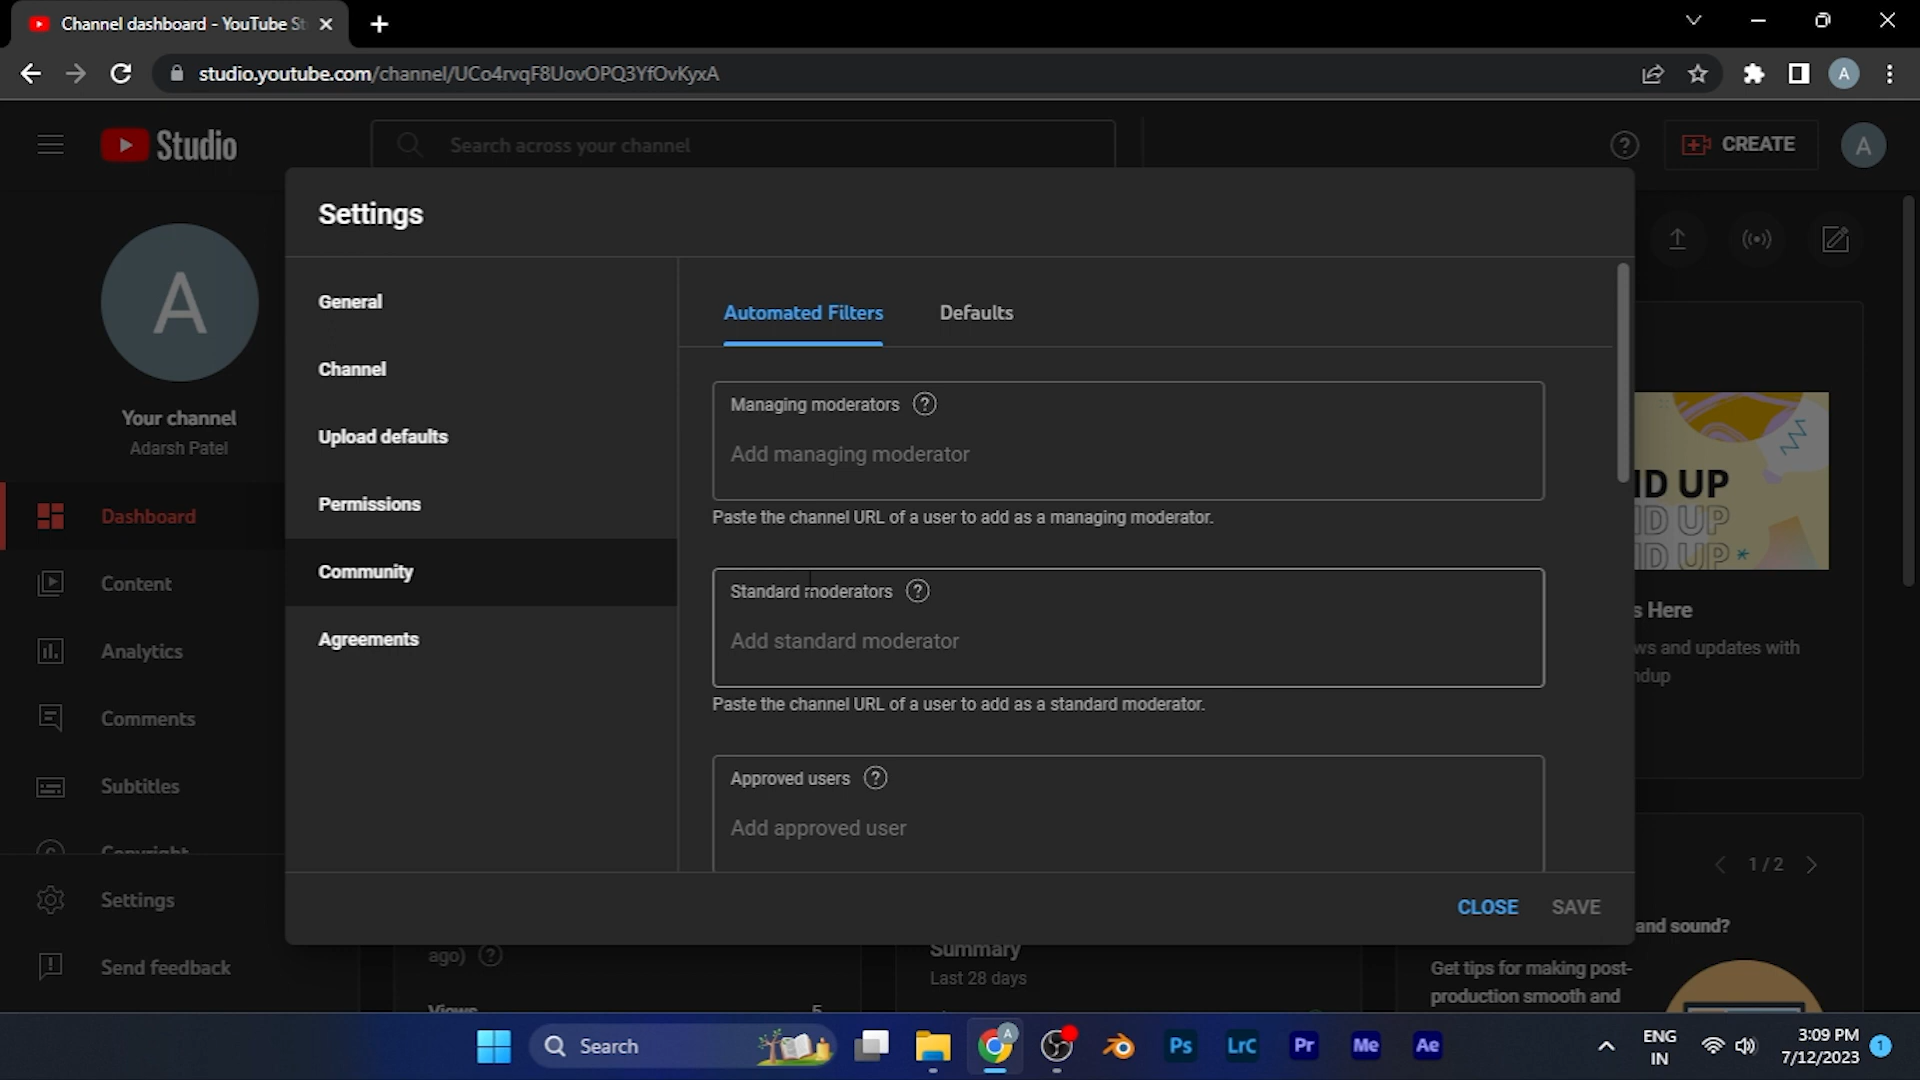 Channel dashboard - YouTube St
studio.youtube.com/channel/UCo4rvqF8UovOPQ3YfOvKyxA
A
Studio
Search across your channel
CREATE
A
Settings
General
Channel
Upload defaults
Permissions
Community
Agreements
Automated Filters
Defaults
Managing moderators
Add managing moderator
Paste the channel URL of a user to add as a managing moderator.
Standard moderators
Add standard moderator
Paste the channel URL of a user to add as a standard moderator.
Approved users
Add approved user
CLOSE
SAVE
A
Your channel
Adarsh Patel
Dashboard
Content
Analytics
Comments
Subtitles
Copyright
Settings
Send feedback
ID UP
ID UP
ID UP
s Here
ws and updates with
ndup
1 / 2
and sound?
Get tips for making post-
production smooth and
ago)
Views
5
Summary
Last 28 days
Search
A
Ps
LrC
Pr
Me
Ae
ENG
IN
3:09 PM
7/12/2023
1